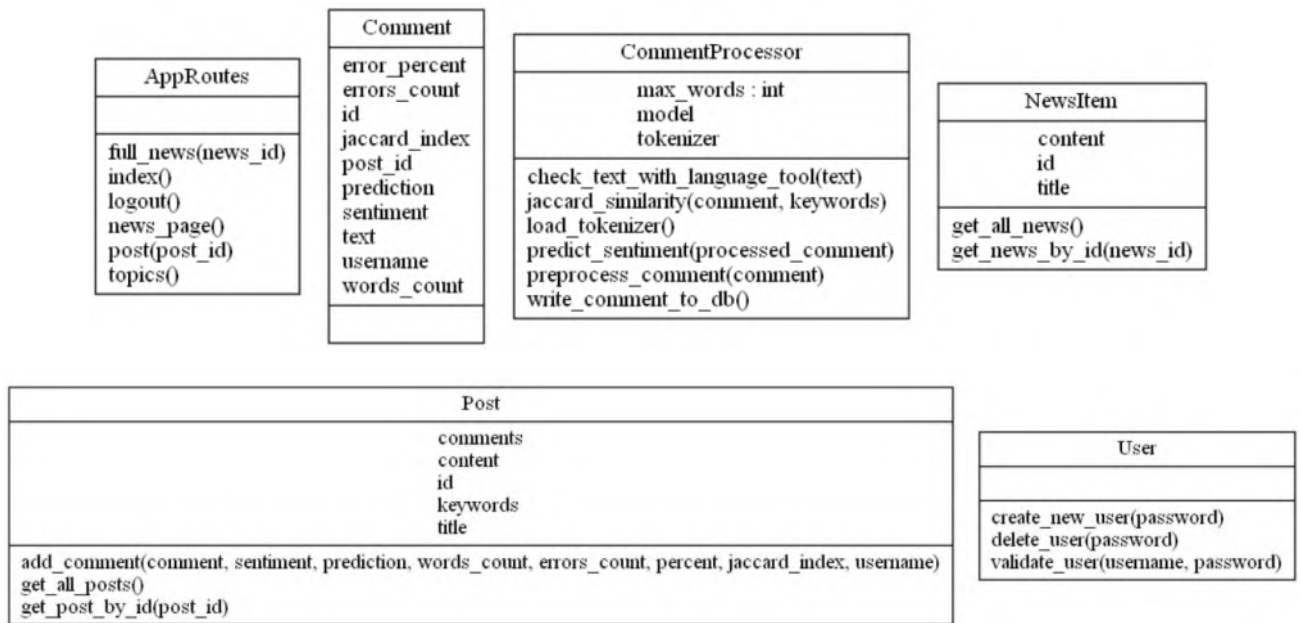 AppRoutes
full_news(news_id)
index()
logout()
news_page()
post(post_id)
topics()
Comment
error_percent
errors_count
id
jaccard_index
post_id
prediction
sentiment
text
username
words_count
CommentProcessor
max_words : int
model
tokenizer
check_text_with_language_tool(text)
jaccard_similarity(comment, keywords)
load_tokenizer()
predict_sentiment(processed_comment)
preprocess_comment(comment)
write_comment_to_db()
NewsItem
content
id
title
get_all_news()
get_news_by_id(news_id)
Post
comments
content
id
keywords
title
add_comment(comment, sentiment, prediction, words_count, errors_count, percent, jaccard_index, username)
get_all_posts()
get_post_by_id(post_id)
User
create_new_user(password)
delete_user(password)
validate_user(username, password)